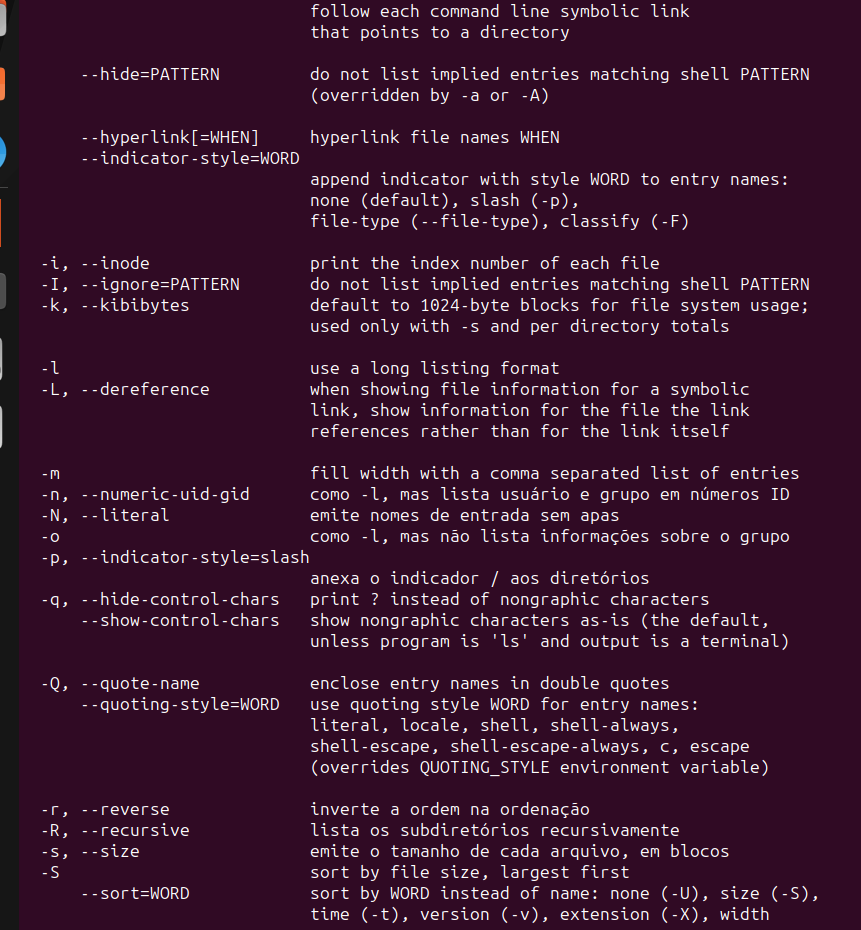 follow each command line symbolic link
that points to a directory
--hide=PATTERN do not list implied entries matching shell PATTERN
(overridden by -a or -A)
--hyperlink[=WHEN] hyperlink file names WHEN
--indicator-style=WORD
append indicator with style WORD to entry names:
none (default), slash (-p),
file-type (--file-type), classify (-F)
-i, --inode print the index number of each file
-I, --ignore=PATTERN do not list implied entries matching shell PATTERN
-k, --kibibytes default to 1024-byte blocks for file system usage;
used only with -s and per directory totals
-l use a long listing format
-L, --dereference when showing file information for a symbolic
link, show information for the file the link
references rather than for the link itself
-m fill width with a comma separated list of entries
-n, --numeric-uid-gid como -l, mas lista usuário e grupo em números ID
-N, --literal emite nomes de entrada sem apas
-o como -l, mas não lista informações sobre o grupo
-p, --indicator-style=slash
anexa o indicador / aos diretórios
-q, --hide-control-chars print ? instead of nongraphic characters
--show-control-chars show nongraphic characters as-is (the default,
unless program is 'ls' and output is a terminal)
-Q, --quote-name enclose entry names in double quotes
--quoting-style=WORD use quoting style WORD for entry names:
literal, locale, shell, shell-always,
shell-escape, shell-escape-always, c, escape
(overrides QUOTING_STYLE environment variable)
-r, --reverse inverte a ordem na ordenação
-R, --recursive lista os subdiretórios recursivamente
-s, --size emite o tamanho de cada arquivo, em blocos
-S sort by file size, largest first
--sort=WORD sort by WORD instead of name: none (-U), size (-S),
time (-t), version (-v), extension (-X), width